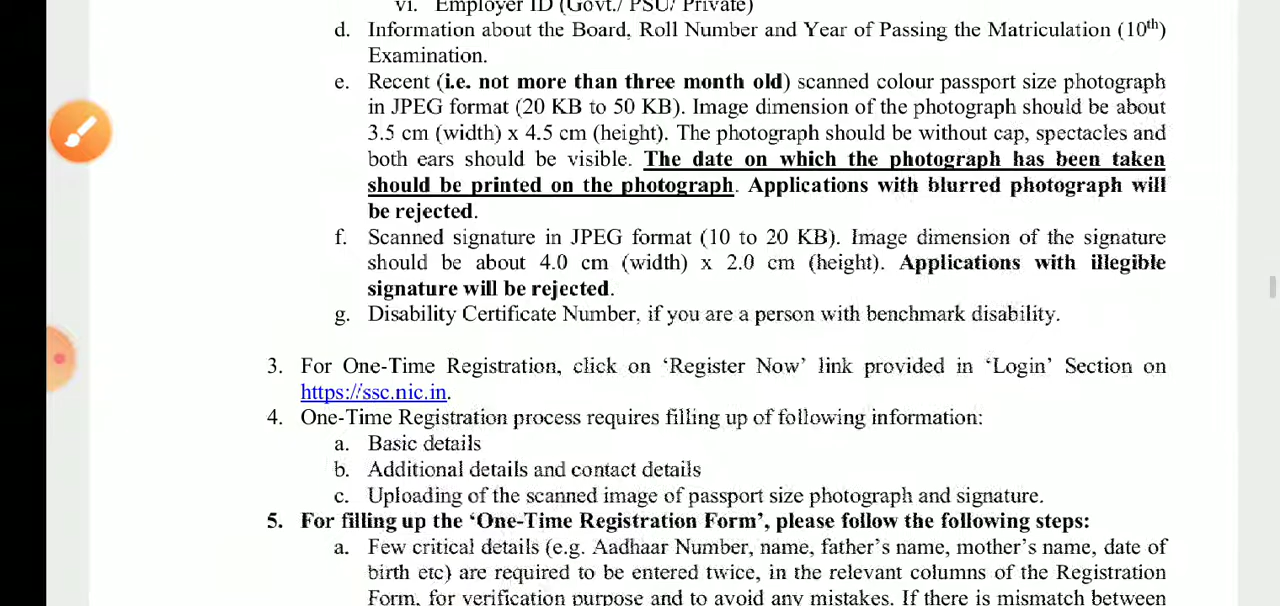 vi. Employer ID (Govt./ PSU/ Private)
d. Information about the Board, Roll Number and Year of Passing the Matriculation (10th)
Examination.
e. Recent (i.e. not more than three month old) scanned colour passport size photograph
in JPEG format (20 KB to 50 KB). Image dimension of the photograph should be about
3.5 cm (width) x 4.5 cm (height). The photograph should be without cap, spectacles and
both ears should be visible. The date on which the photograph has been taken
should be printed on the photograph. Applications with blurred photograph will
be rejected.
f. Scanned signature in JPEG format (10 to 20 KB). Image dimension of the signature
should be about 4.0 cm (width) x 2.0 cm (height). Applications with illegible
signature will be rejected.
g. Disability Certificate Number, if you are a person with benchmark disability.
3. For One-Time Registration, click on ‘Register Now’ link provided in ‘Login’ Section on
https://ssc.nic.in.
4. One-Time Registration process requires filling up of following information:
a. Basic details
b. Additional details and contact details
c. Uploading of the scanned image of passport size photograph and signature.
5. For filling up the ‘One-Time Registration Form’, please follow the following steps:
a. Few critical details (e.g. Aadhaar Number, name, father’s name, mother’s name, date of
birth etc) are required to be entered twice, in the relevant columns of the Registration
Form, for verification purpose and to avoid any mistakes. If there is mismatch between